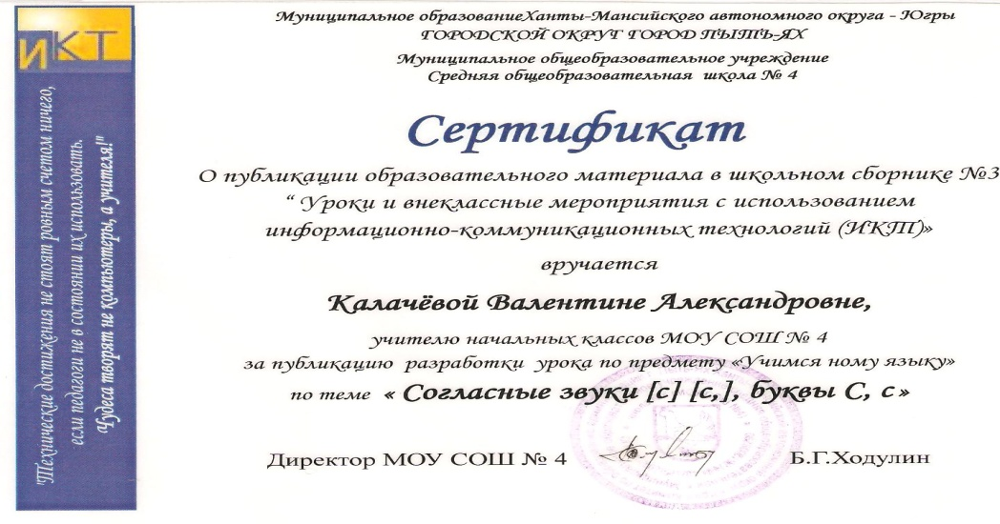 ИКТ
"Технические достижения не стоят ровным счетом ничего,
если педагоги не в состоянии их использовать.
Чудеса творят не компьютеры, а учителя!"
Муниципальное образованиеХанты-Мансийского автономного округа - Югры
ГОРОДСКОЙ ОКРУГ ГОРОД ПЫТЬ-ЯХ
Муниципальное общеобразовательное учреждение
Средняя общеобразовательная школа № 4
Сертификат
О публикации образовательного материала в школьном сборнике №3
“ Уроки и внеклассные мероприятия с использованием
информационно-коммуникационных технологий (ИКТ)»
вручается
Калачёвой Валентине Александровне,
учителю начальных классов МОУ СОШ № 4
за публикацию разработки урока по предмету «Учимся ному языку»
по теме « Согласные звуки [с] [с,], буквы С, с»
Директор МОУ СОШ № 4 Б.Г.Ходулин